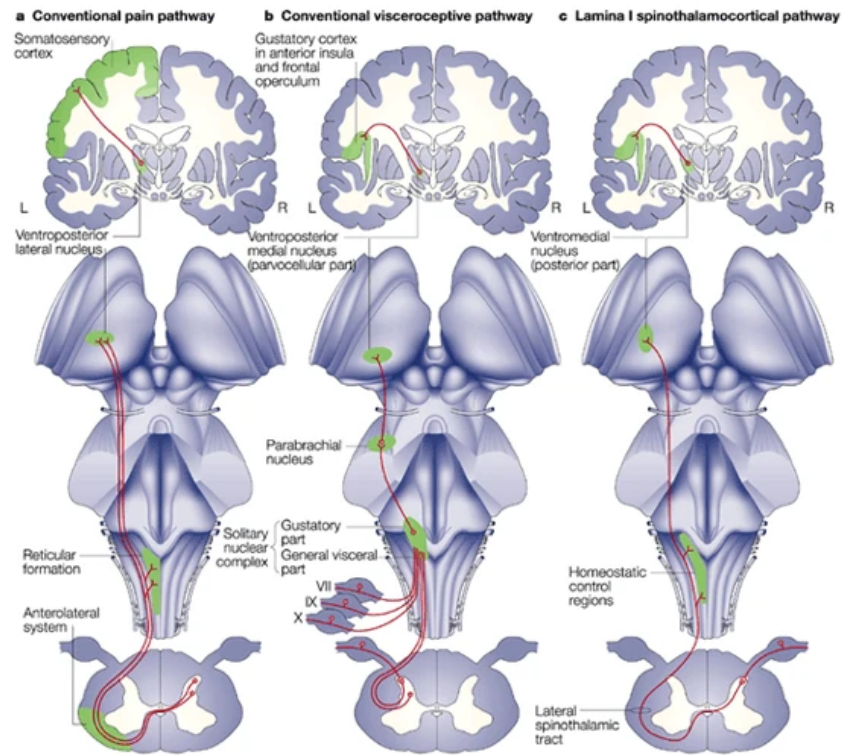 a Conventional pain pathway
Somatosensory
cortex
L
R
Ventroposterior
lateral nucleus
Reticular
formation
Anterolateral
system
b Conventional visceroceptive pathway
Gustatory cortex
in anterior insula
and frontal
operculum
L
R
Ventroposterior
medial nucleus
(parvocellular part)
Parabrachial
nucleus
Solitary
nuclear
complex
Gustatory
part
General visceral
part
VII
IX
X
c Lamina I spinothalamocortical pathway
L
R
Ventromedial
nucleus
(posterior part)
Homeostatic
control
regions
Lateral
spinothalamic
tract